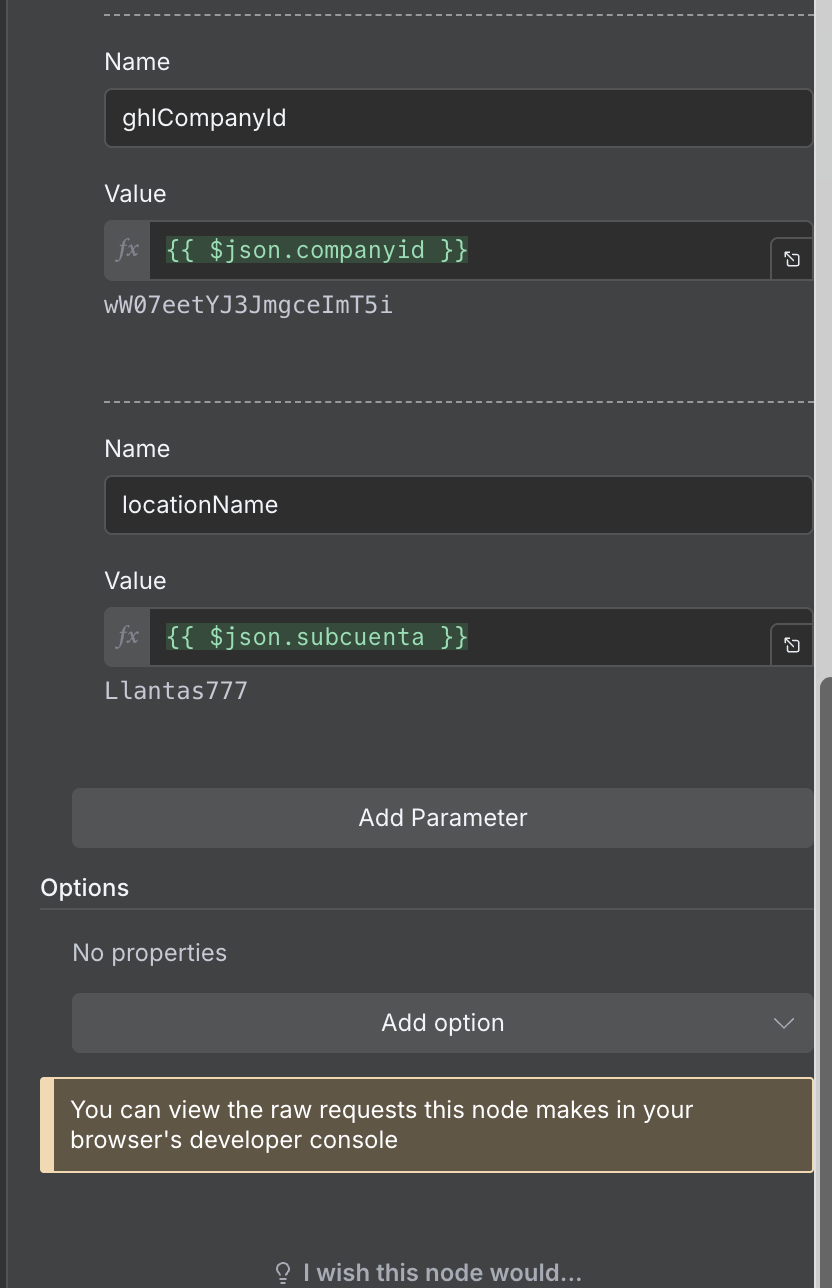 Name
ghlCompanyId
Value
fx {{ $json.companyid }}
wW07eetYJ3JmgceImT5i
Name
locationName
Value
fx {{ $json.subcuenta }}
Llantas777
Add Parameter
Options
No properties
Add option
You can view the raw requests this node makes in your
browser's developer console
I wish this node would...